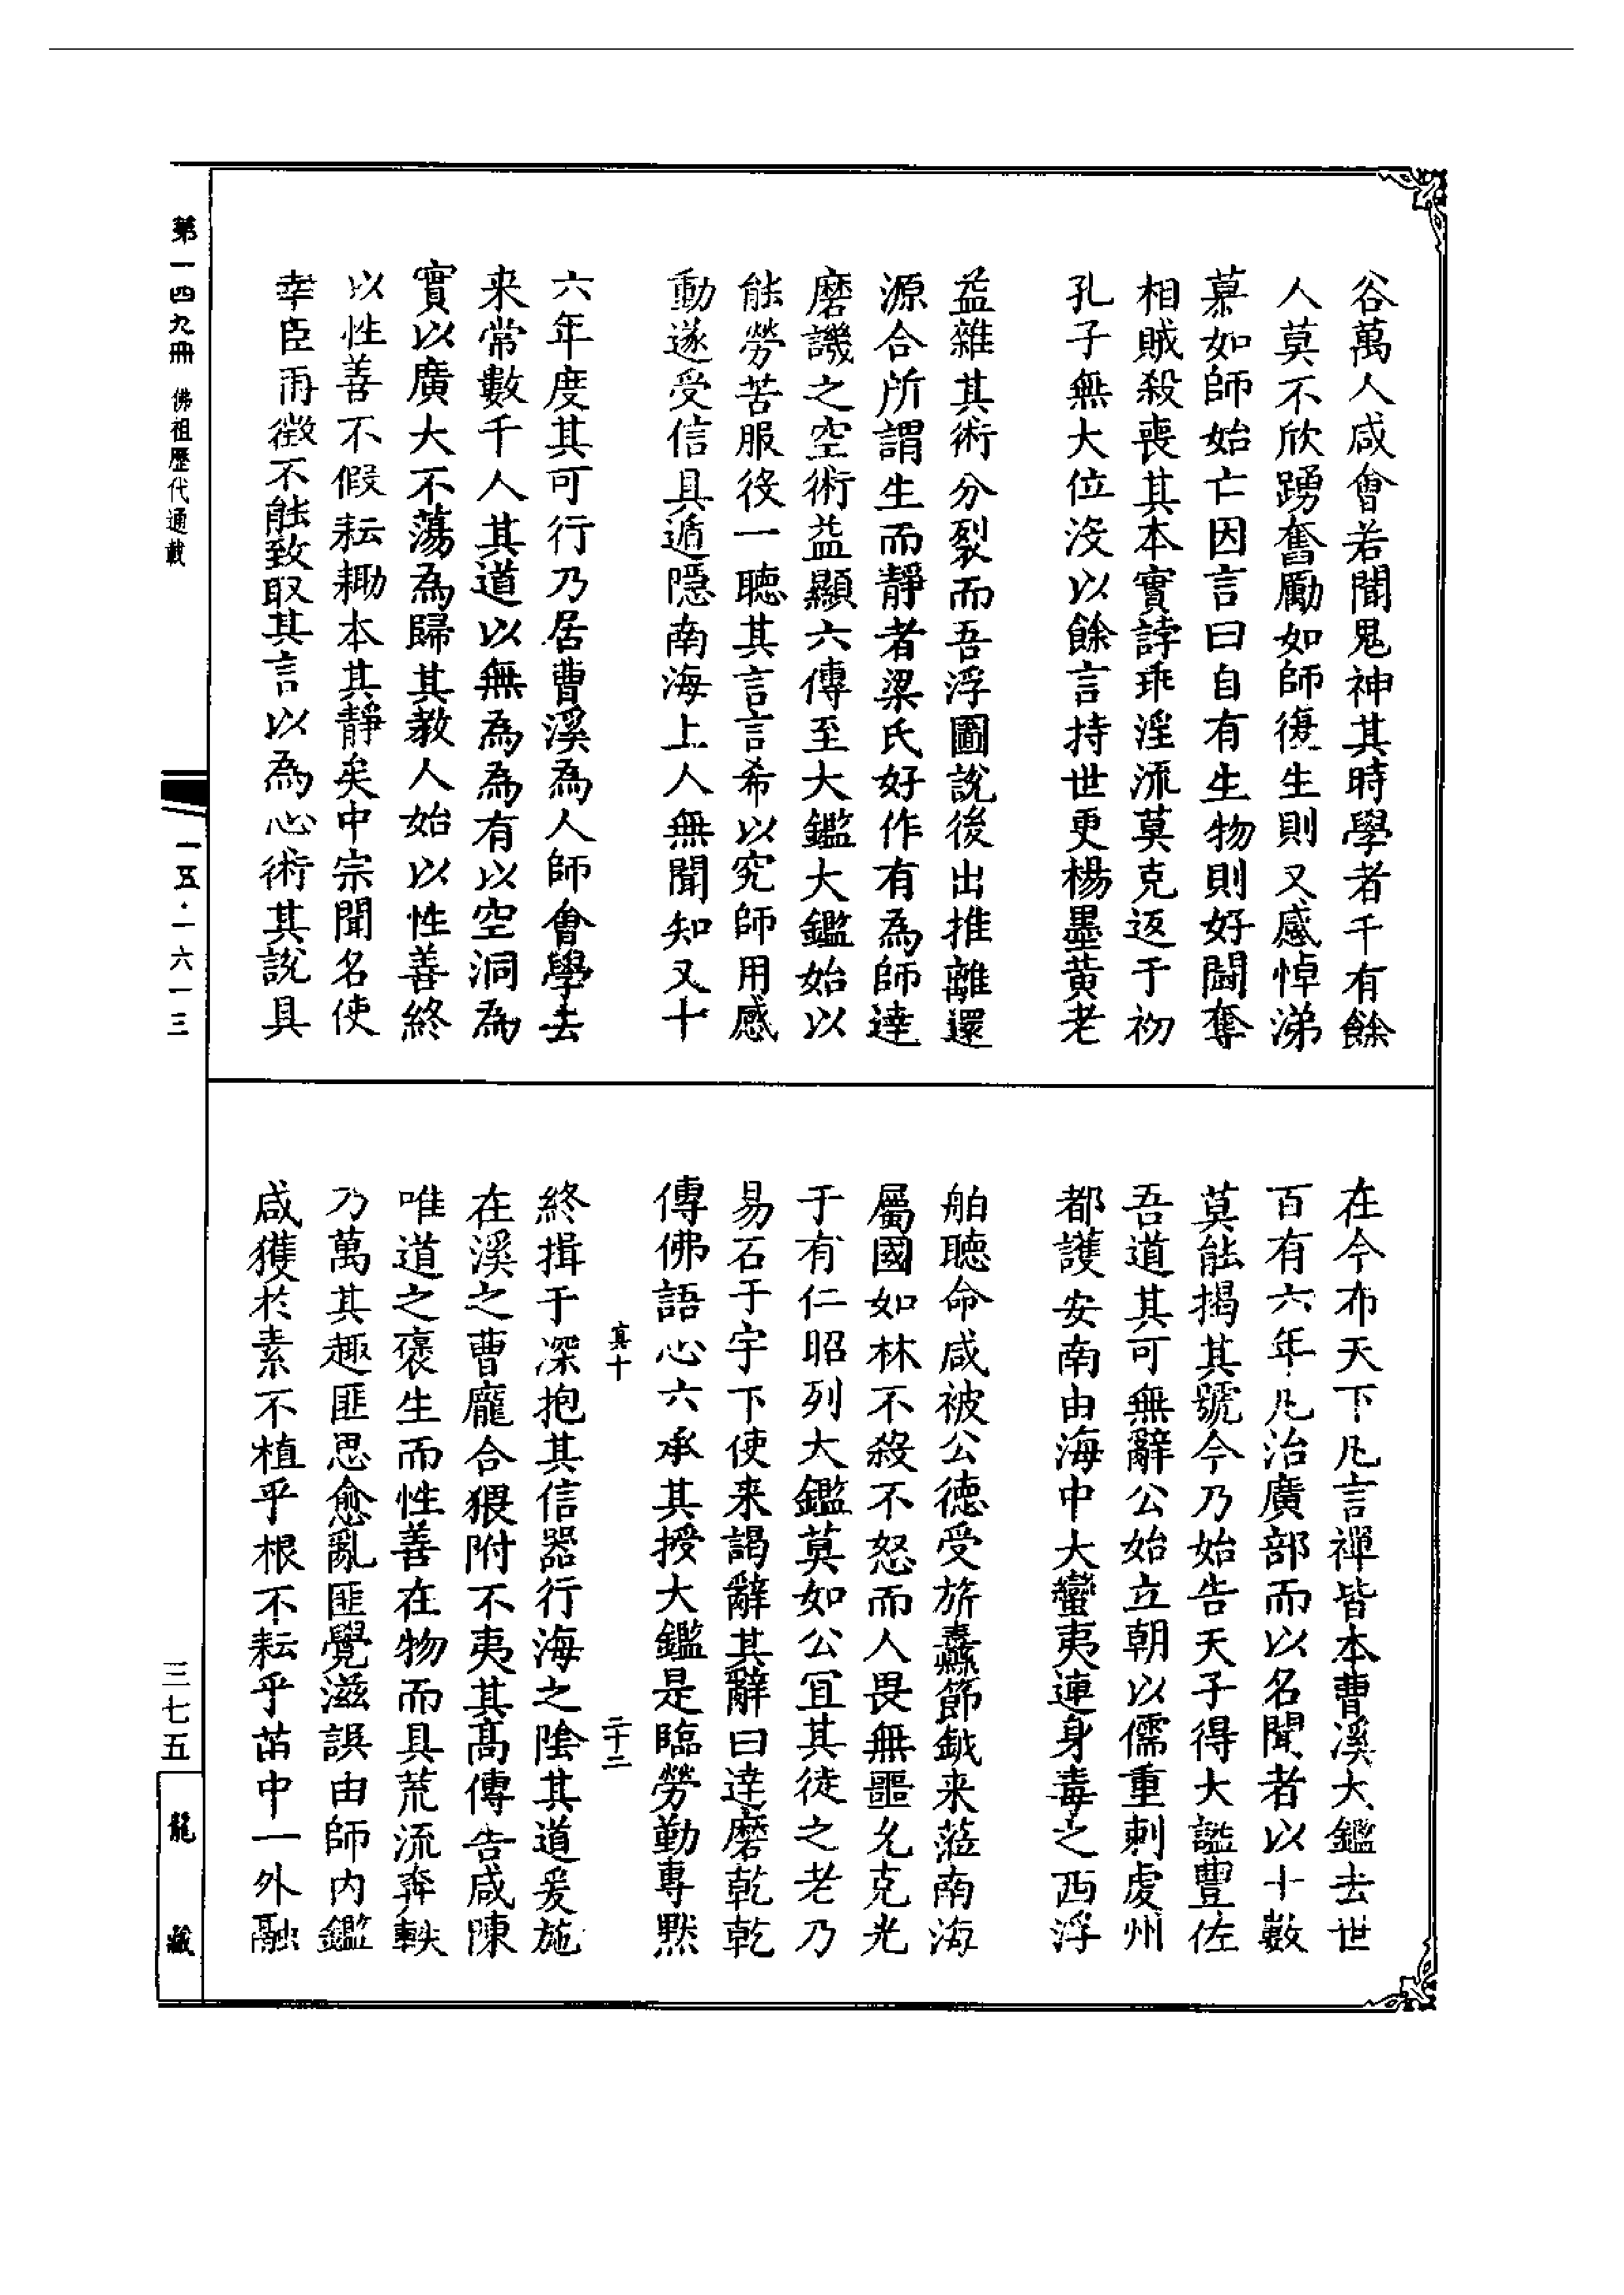 谷萬人咸會若聞鬼神其時學者千有餘
人莫不欣踴奮厲如師復生則又感悼涕
慕如師始亡因言曰自有生物則好鬪奪
相賊殺喪其本實誖乖淫流莫克返于初
孔子無大位沒以餘言持世更楊墨黃老
益雜其術分裂而吾浮圖說後出推離還
源合所謂生而靜者梁氏好作有為師達
磨譏之空術益顯六傳至大鑑大鑑始以
能勞苦服役一聽其言言希以究師用感
動遂受信具遁隱南海上人無聞知又十
六年度其可行乃居曹溪為人師會學去
来常數千人其道以無為為有以空洞為
實以廣大不蕩為歸其教人始以性善終
以性善不假耘耡本其靜矣中宗聞名使
幸臣再徵不能致取其言以為心術其說具
在今布天下凡言禪皆本曹溪大鑑去世
百有六年凡治廣部而以名聞者以十數
莫能揭其號今乃始告天子得大謚豐佐
吾道其可無辭公始立朝以儒重刺虔州
都護安南由海中大蠻夷連身毒之西浮
舶聽命咸被公德受旂纛節鉞来蒞南海
屬國如林不殺不怒而人畏無噩允克光
于有仁昭列大鑑莫如公宜其徒之老乃
易石于宇下使来謁辭其辭曰達磨乾乾
傳佛語心六承其授大鑑是臨勞勤專默
真十 二十二
終揖于深抱其信器行海之陰其道爰施
在溪之曹龐合猥附不夷其高傳告咸陳
唯道之褒生而性善在物而具荒流奔軼
乃萬其趣匪思愈亂匪覺滋誤由師內鑑
咸獲於素不植乎根不耘乎苗中一外融
第一四九冊 佛祖歷代通載
一五·一六一三
三七五
龍藏